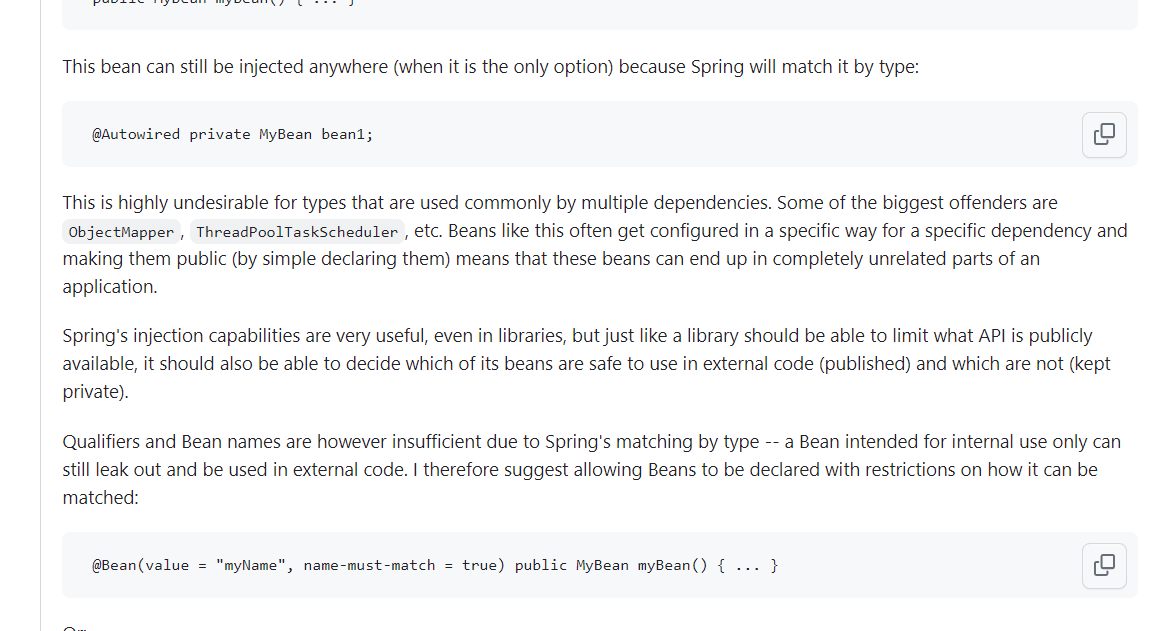 public MyBean myBean() { ... }
This bean can still be injected anywhere (when it is the only option) because Spring will match it by type:
@Autowired private MyBean bean1;
This is highly undesirable for types that are used commonly by multiple dependencies. Some of the biggest offenders are
ObjectMapper , ThreadPoolTaskScheduler , etc. Beans like this often get configured in a specific way for a specific dependency and
making them public (by simple declaring them) means that these beans can end up in completely unrelated parts of an
application.
Spring's injection capabilities are very useful, even in libraries, but just like a library should be able to limit what API is publicly
available, it should also be able to decide which of its beans are safe to use in external code (published) and which are not (kept
private).
Qualifiers and Bean names are however insufficient due to Spring's matching by type -- a Bean intended for internal use only can
still leak out and be used in external code. I therefore suggest allowing Beans to be declared with restrictions on how it can be
matched:
@Bean(value = "myName", name-must-match = true) public MyBean myBean() { ... }